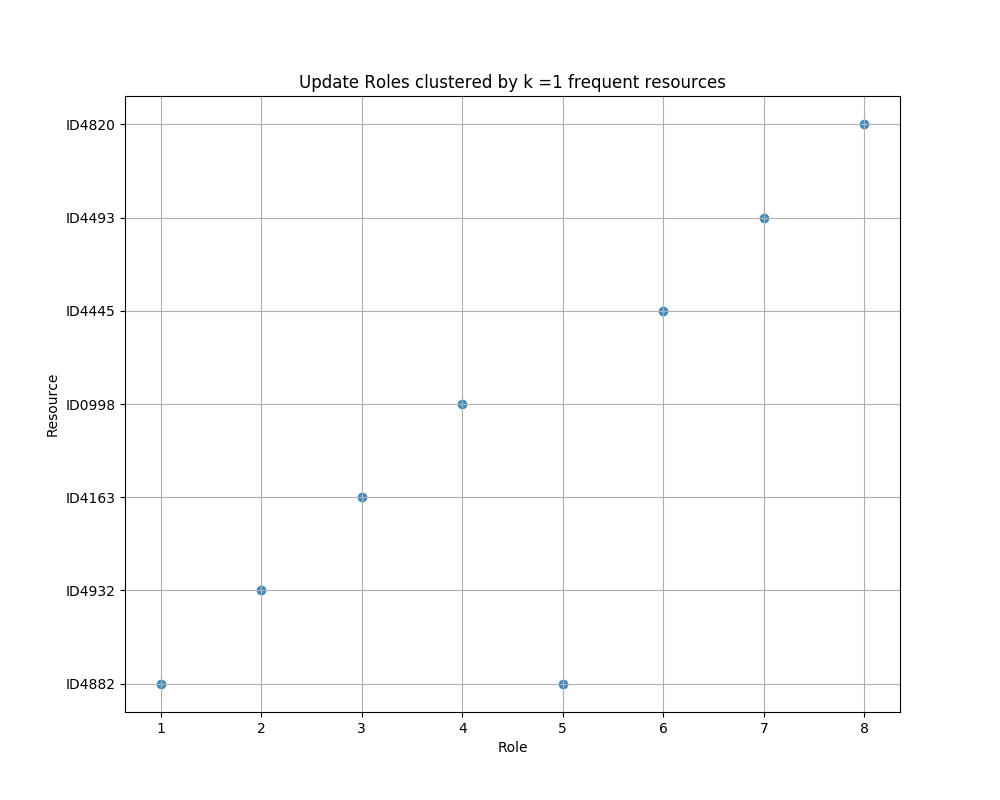 Update Roles clustered by k =1 frequent resources
ID4820
ID4493
ID4445
ID0998
ID4163
ID4932
ID4882
Resource
1 2 3 4 5 6 7 8
Role